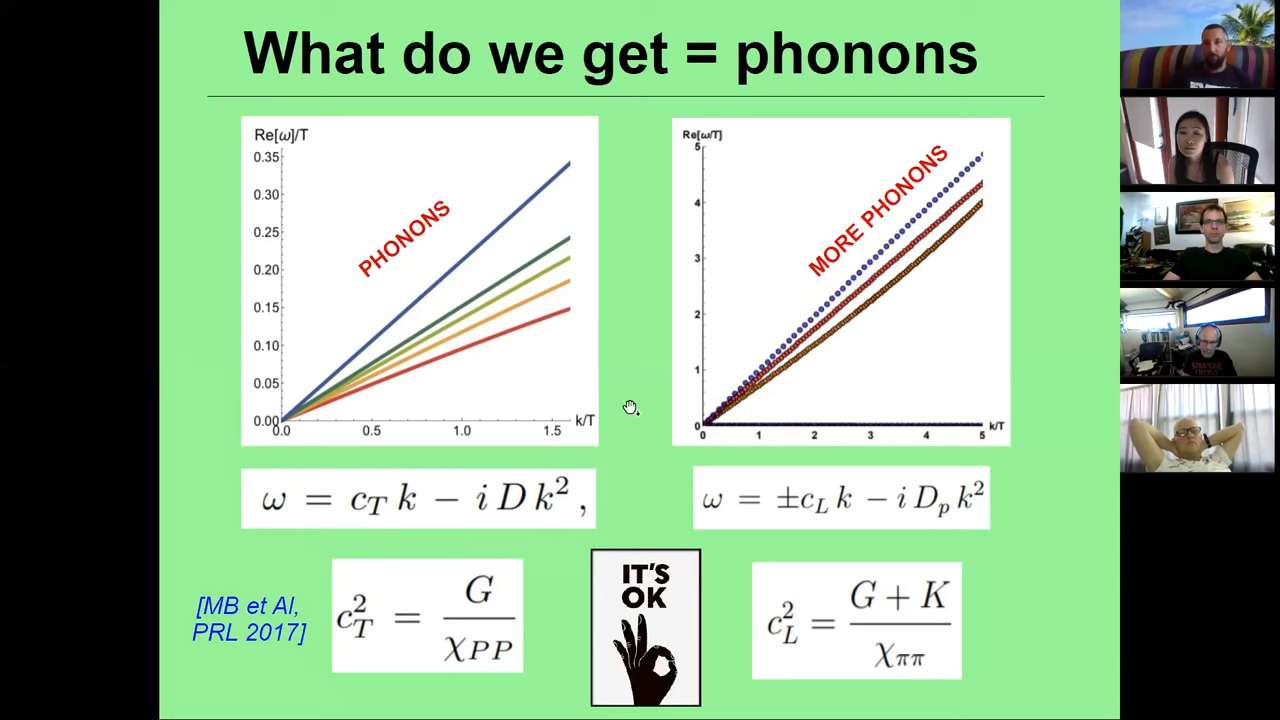 What do we get = phonons
Re[ω]/T
0.35
0.30
0.25
0.20
0.15
0.10
0.05
0.00
0.0 0.5 1.0 1.5
k/T
PHONONS
Re[ω/T]
5
4
3
2
1
0
0 1 2 3 4 5
k/T
MORE PHONONS
ω = c_T k − i D k² ,
ω = ±c_L k − i D_p k²
[MB et Al,
PRL 2017]
c_T² = G / χ_PP
IT'S
OK
c_L² = (G + K) / χ_ππ